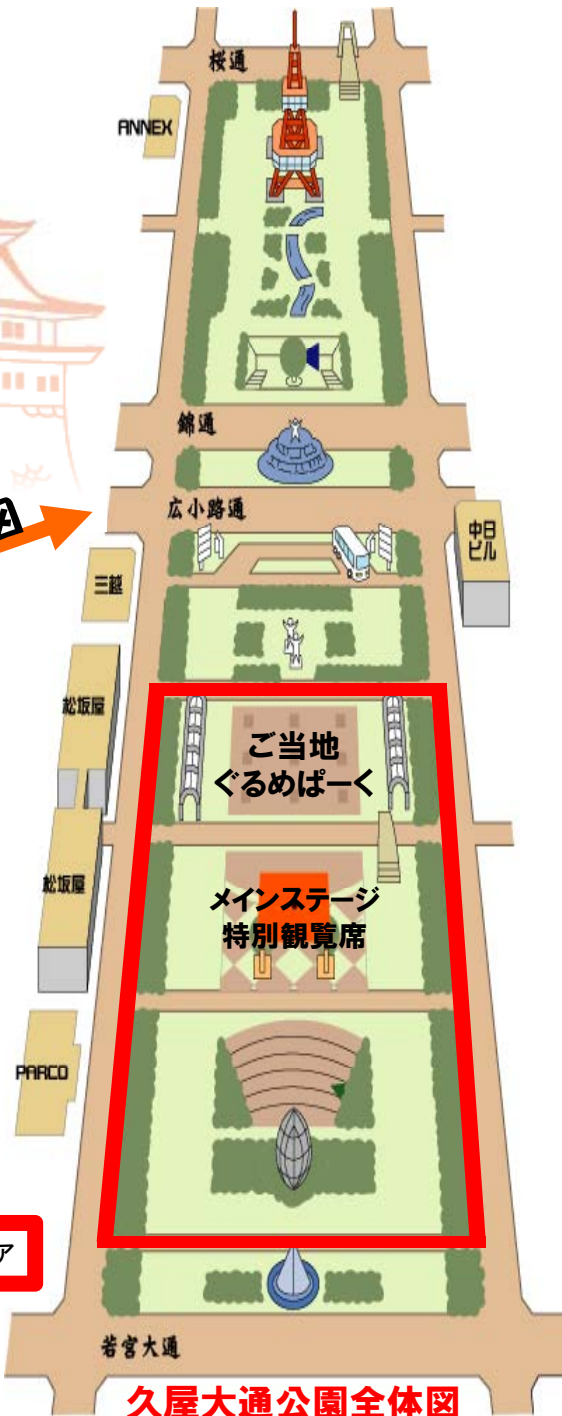 桜通
ANNEX
錦通
広小路通
中日
ビル
三越
松坂屋
ご当地
ぐるめぱーく
松坂屋
メインステージ
特別観覧席
PARCO
ア
若宮大通
久屋大通公園全体図